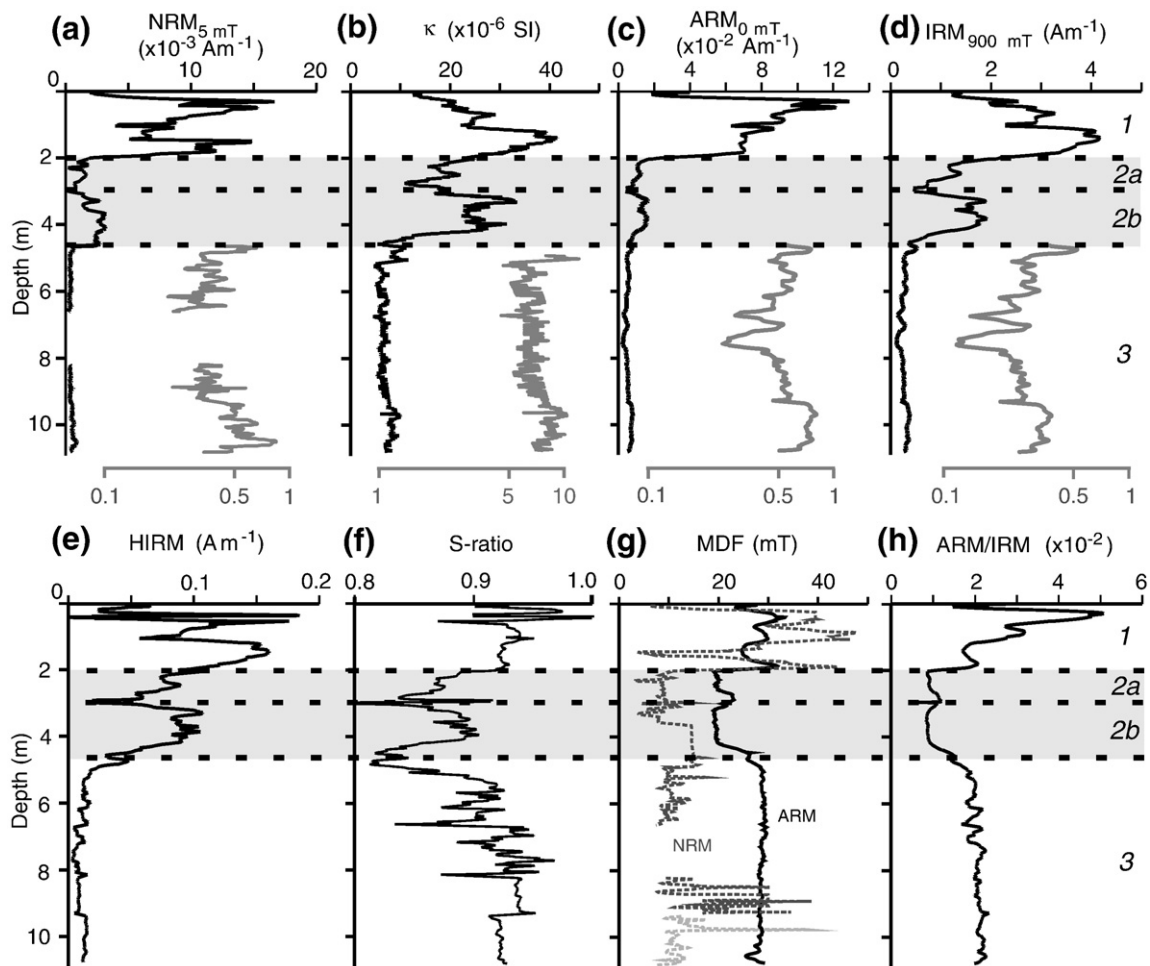 (a) NRM5 mT (b) κ (x10-6 SI) (c) ARM0 mT (d) IRM900 mT (Am-1)
(x10-3 Am-1) (x10-2 Am-1)
0 10 20 0 20 40 0 4 8 12 0 2 4
0
2
4
6
8
10
Depth (m)
1
2a
2b
3
0.1 0.5 1 1 5 10 0.1 0.5 1 0.1 0.5 1
(e) HIRM (Am-1) (f) S-ratio (g) MDF (mT) (h) ARM/IRM (x10-2)
0 0.1 0.2 0.8 0.9 1.0 0 20 40 0 2 4 6
0
2
4
6
8
10
Depth (m)
NRM
ARM
1
2a
2b
3